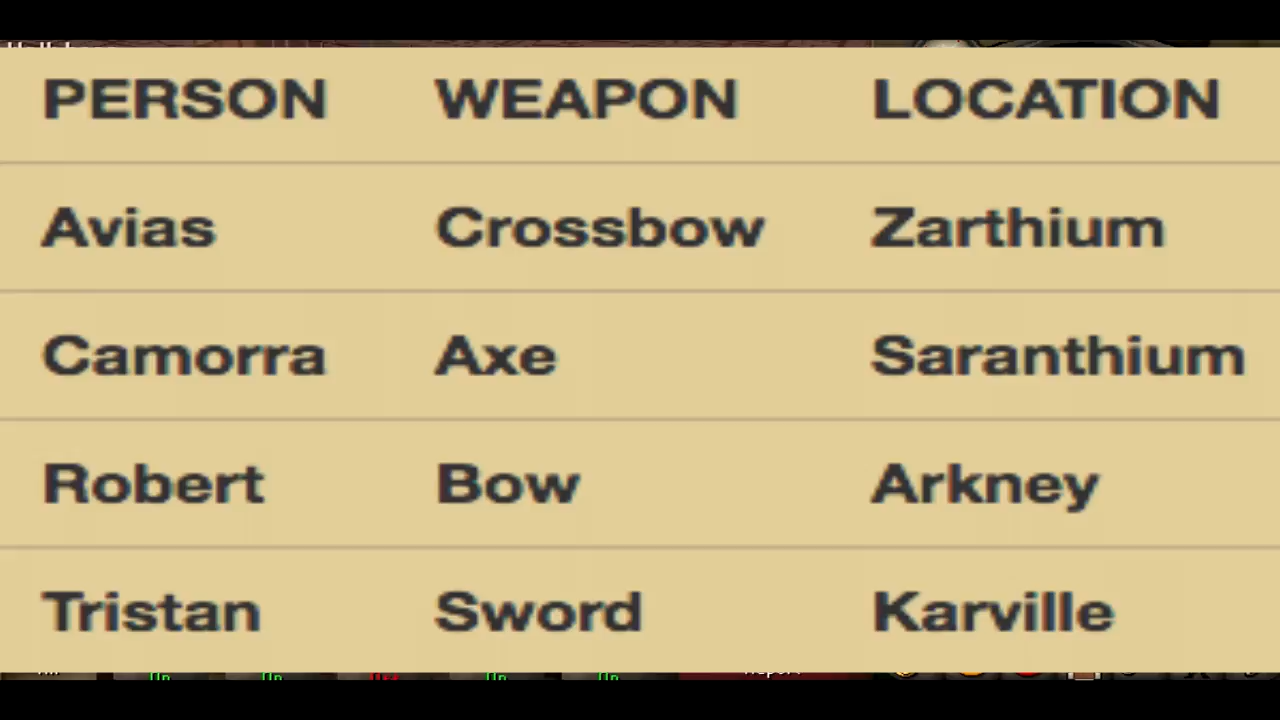 PERSON WEAPON LOCATION
Avias Crossbow Zarthium
Camorra Axe Saranthium
Robert Bow Arkney
Tristan Sword Karville